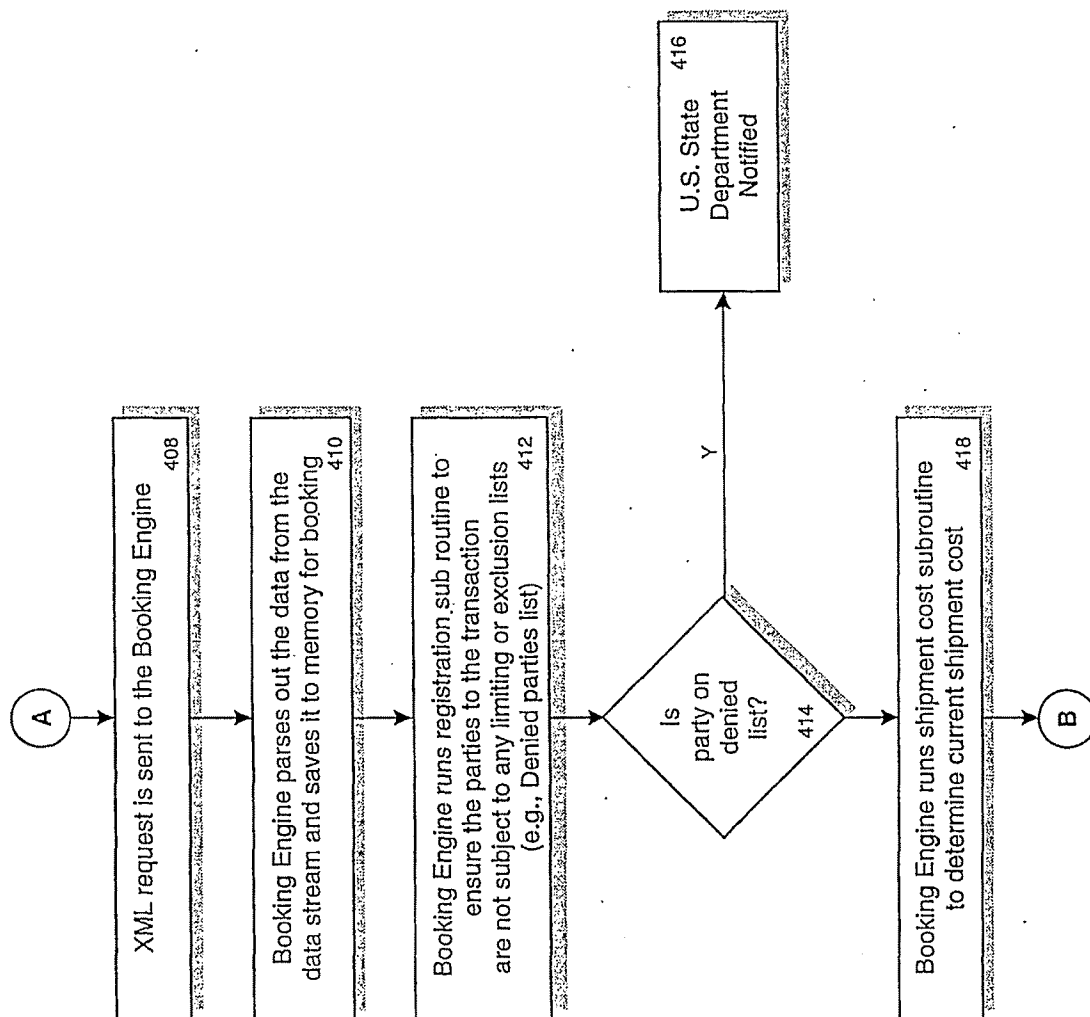 A
XML request is sent to the Booking Engine
408
Booking Engine parses out the data from the
data stream and saves it to memory for booking
410
Booking Engine runs registration sub routine to
ensure the parties to the transaction
are not subject to any limiting or exclusion lists
(e.g., Denied parties list)
412
Is
party on
denied
list?
414
Y
U.S. State
Department
Notified
416
Booking Engine runs shipment cost subroutine
to determine current shipment cost
418
B